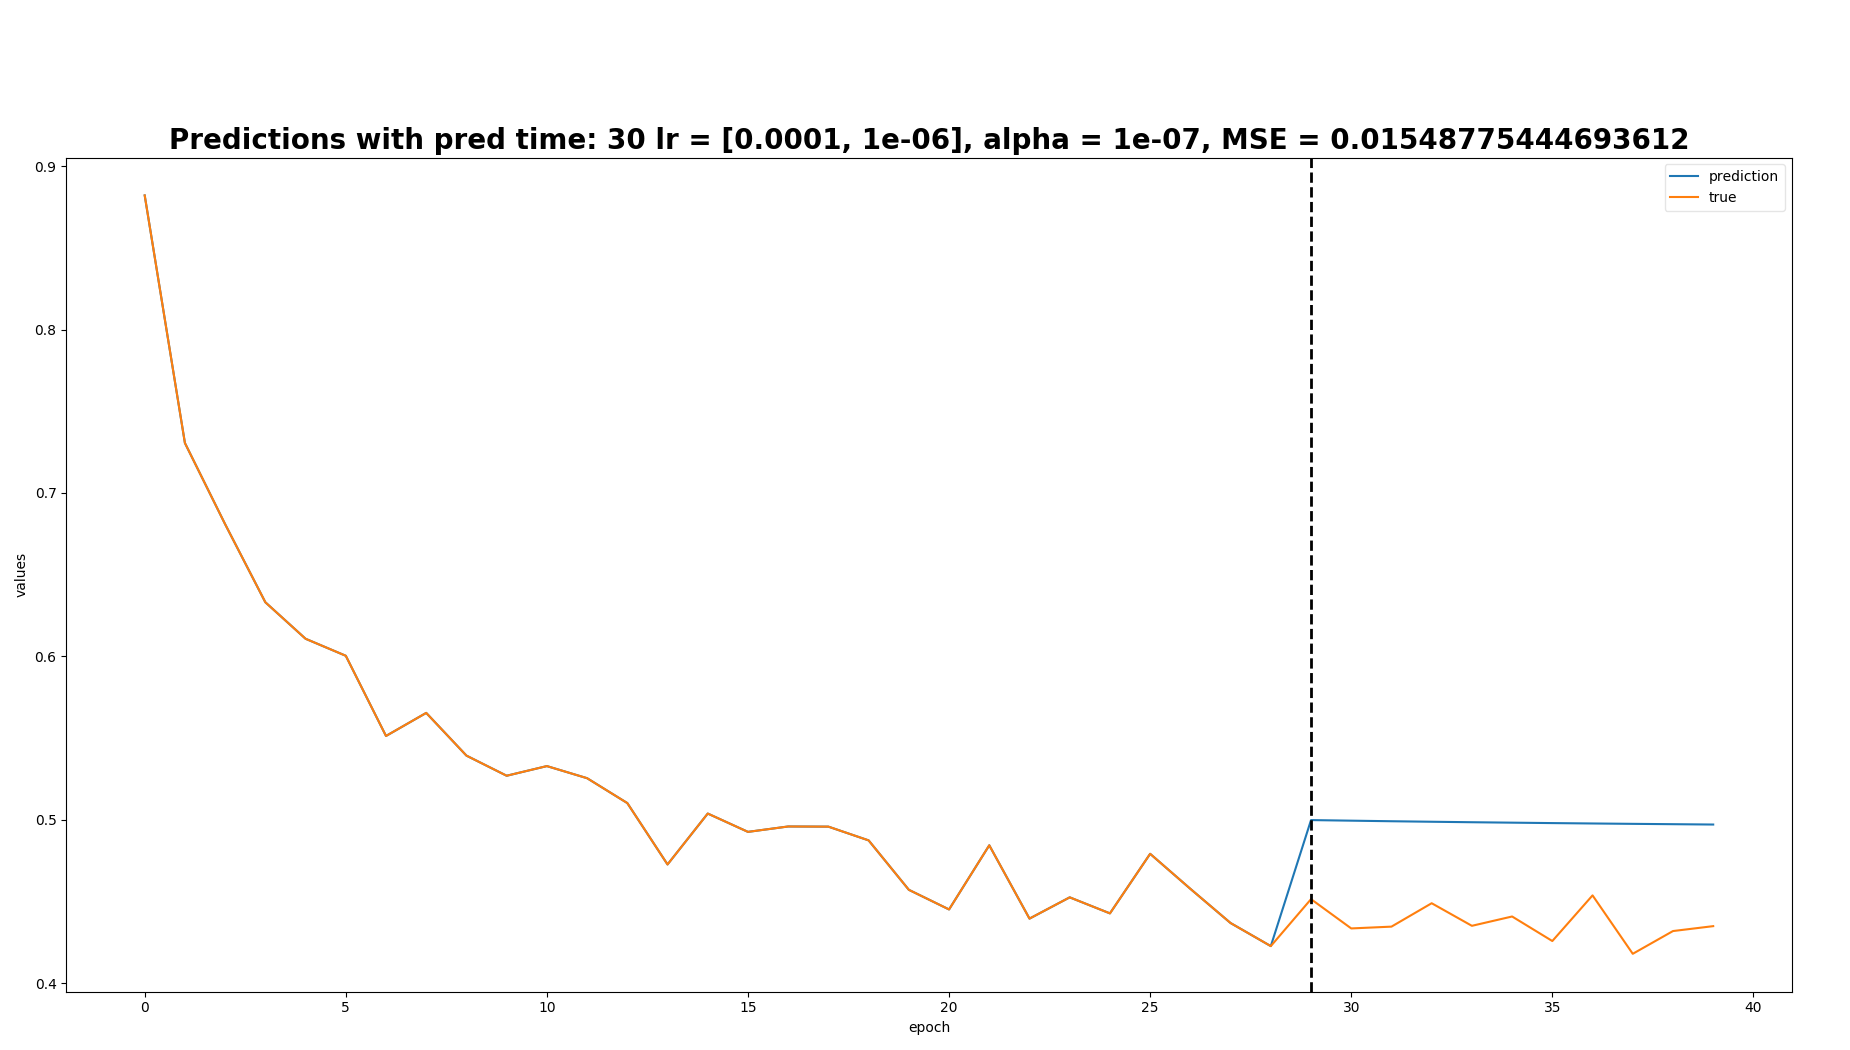 Predictions with pred time: 30 lr = [0.0001, 1e-06], alpha = 1e-07, MSE = 0.01548775444693612
prediction
true
values
0.9
0.8
0.7
0.6
0.5
0.4
0 5 10 15 20 25 30 35 40
epoch